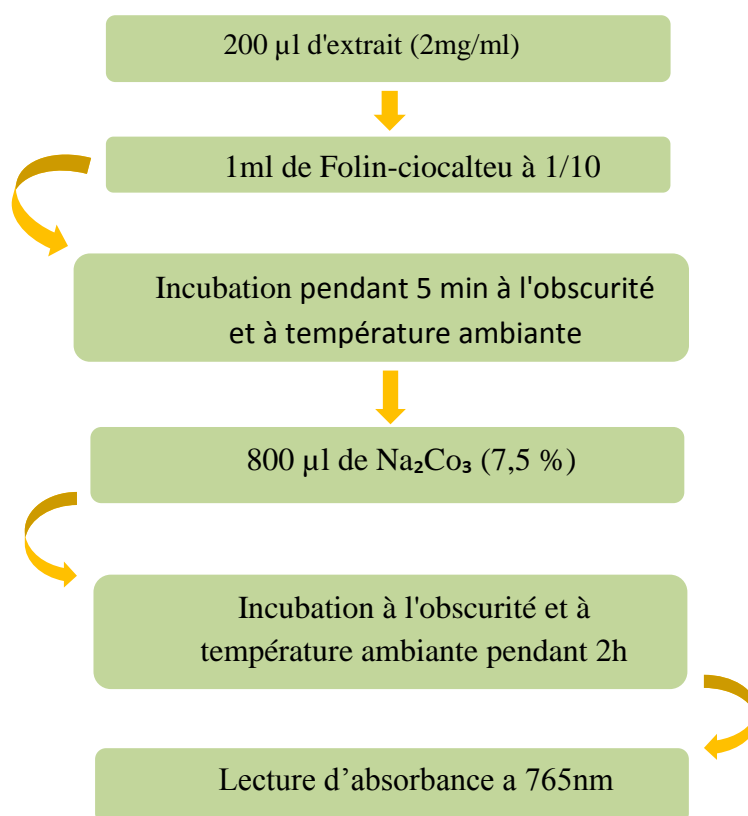 200 µl d'extrait (2mg/ml)
1ml de Folin-ciocalteu à 1/10
Incubation pendant 5 min à l'obscurité
et à température ambiante
800 µl de Na₂Co₃ (7,5 %)
Incubation à l'obscurité et à
température ambiante pendant 2h
Lecture d’absorbance a 765nm